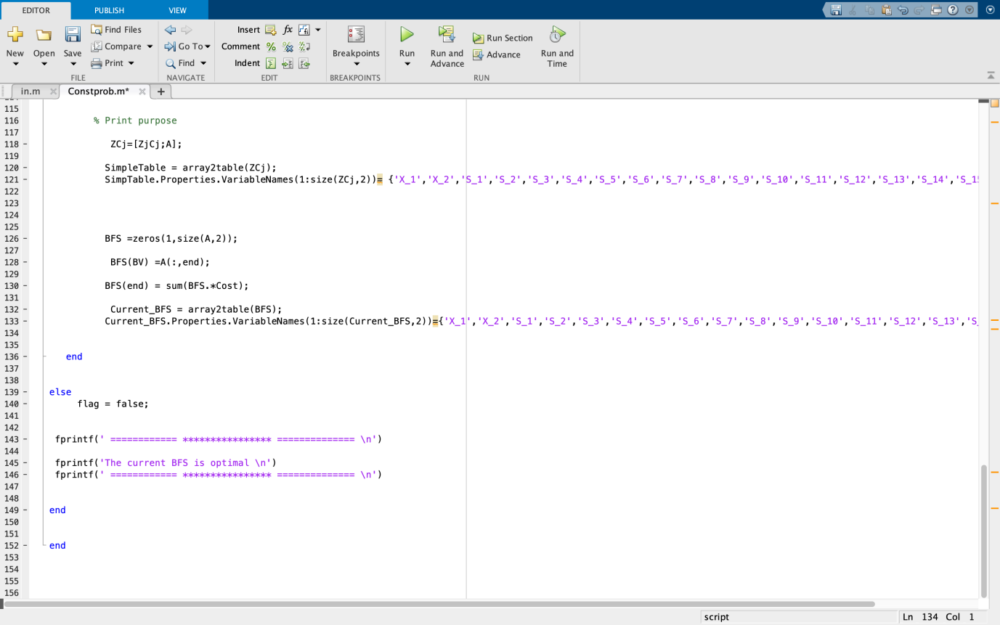 EDITOR PUBLISH VIEW
New Open Save Find Files Compare Print
FILE
Go To Find
NAVIGATE
Insert fx
Comment
Indent
EDIT
Breakpoints
BREAKPOINTS
Run Run and Advance Run Section Advance Run and Time
RUN
in.m Constprob.m* +
115
116 % Print purpose
117
118 - ZCj=[ZjCj;A];
119
120 - SimpleTable = array2table(ZCj);
121 - SimpTable.Properties.VariableNames(1:size(ZCj,2))= {'X_1','X_2','S_1','S_2','S_3','S_4','S_5','S_6','S_7','S_8','S_9','S_10','S_11','S_12','S_13','S_14','S_15
122
123
124
125
126 - BFS =zeros(1,size(A,2));
127
128 - BFS(BV) =A(:,end);
129
130 - BFS(end) = sum(BFS.*Cost);
131
132 - Current_BFS = array2table(BFS);
133 - Current_BFS.Properties.VariableNames(1:size(Current_BFS,2))={'X_1','X_2','S_1','S_2','S_3','S_4','S_5','S_6','S_7','S_8','S_9','S_10','S_11','S_12','S_13','S_
134
135
136 - end
137
138
139 - else
140 - flag = false;
141
142
143 - fprintf(' ============ **************** ============== \n')
144
145 - fprintf('The current BFS is optimal \n')
146 - fprintf(' ============ **************** ============== \n')
147
148
149 - end
150
151
152 - end
153
154
155
156
script Ln 134 Col 1